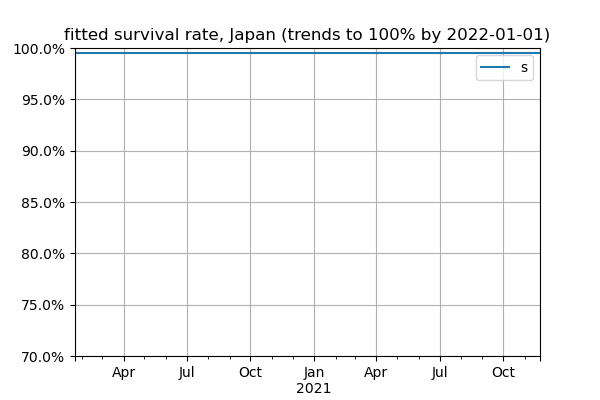 fitted survival rate, Japan (trends to 100% by 2022-01-01)
100.0%
s
95.0%
90.0%
85.0%
80.0%
75.0%
70.0%
Apr Jul Oct Jan Apr Jul Oct
2021